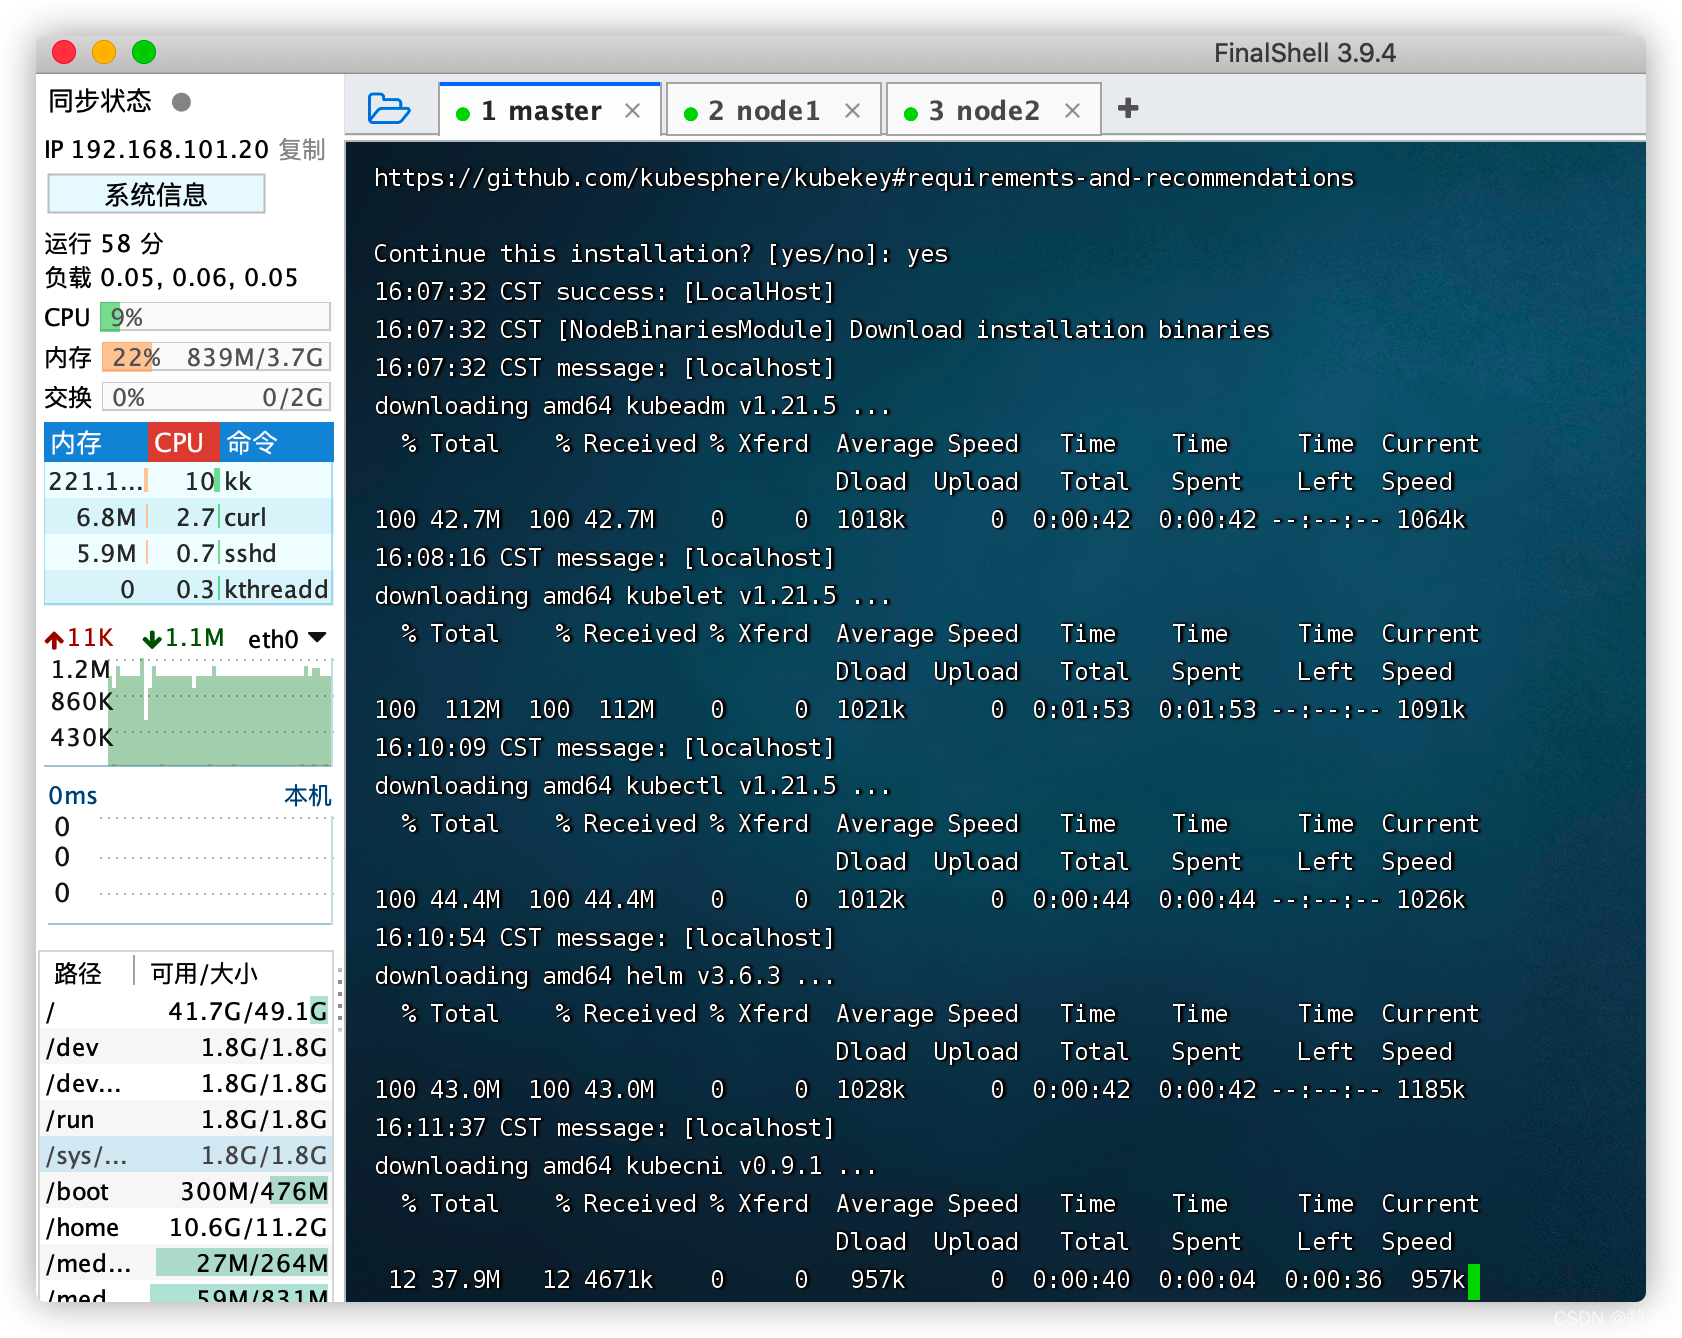 FinalShell 3.9.4
同步状态
IP 192.168.101.20 复制
系统信息
运行 58 分
负载 0.05, 0.06, 0.05
CPU 9%
内存 22% 839M/3.7G
交换 0% 0/2G
内存 CPU 命令
221.1... 10 kk
6.8M 2.7 curl
5.9M 0.7 sshd
0 0.3 kthreadd
11K 1.1M eth0
1.2M
860K
430K
0ms 本机
0
0
0
路径 可用/大小
/ 41.7G/49.1G
/dev 1.8G/1.8G
/dev... 1.8G/1.8G
/run 1.8G/1.8G
/sys/... 1.8G/1.8G
/boot 300M/476M
/home 10.6G/11.2G
/med... 27M/264M
/med 59M/831M
1 master × 2 node1 × 3 node2 × +
https://github.com/kubesphere/kubekey#requirements-and-recommendations
Continue this installation? [yes/no]: yes
16:07:32 CST success: [LocalHost]
16:07:32 CST [NodeBinariesModule] Download installation binaries
16:07:32 CST message: [localhost]
downloading amd64 kubeadm v1.21.5 ...
% Total % Received % Xferd Average Speed Time Time Time Current
Dload Upload Total Spent Left Speed
100 42.7M 100 42.7M 0 0 1018k 0 0:00:42 0:00:42 --:--:-- 1064k
16:08:16 CST message: [localhost]
downloading amd64 kubelet v1.21.5 ...
% Total % Received % Xferd Average Speed Time Time Time Current
Dload Upload Total Spent Left Speed
100 112M 100 112M 0 0 1021k 0 0:01:53 0:01:53 --:--:-- 1091k
16:10:09 CST message: [localhost]
downloading amd64 kubectl v1.21.5 ...
% Total % Received % Xferd Average Speed Time Time Time Current
Dload Upload Total Spent Left Speed
100 44.4M 100 44.4M 0 0 1012k 0 0:00:44 0:00:44 --:--:-- 1026k
16:10:54 CST message: [localhost]
downloading amd64 helm v3.6.3 ...
% Total % Received % Xferd Average Speed Time Time Time Current
Dload Upload Total Spent Left Speed
100 43.0M 100 43.0M 0 0 1028k 0 0:00:42 0:00:42 --:--:-- 1185k
16:11:37 CST message: [localhost]
downloading amd64 kubecni v0.9.1 ...
% Total % Received % Xferd Average Speed Time Time Time Current
Dload Upload Total Spent Left Speed
12 37.9M 12 4671k 0 0 957k 0 0:00:40 0:00:04 0:00:36 957k
CSDN